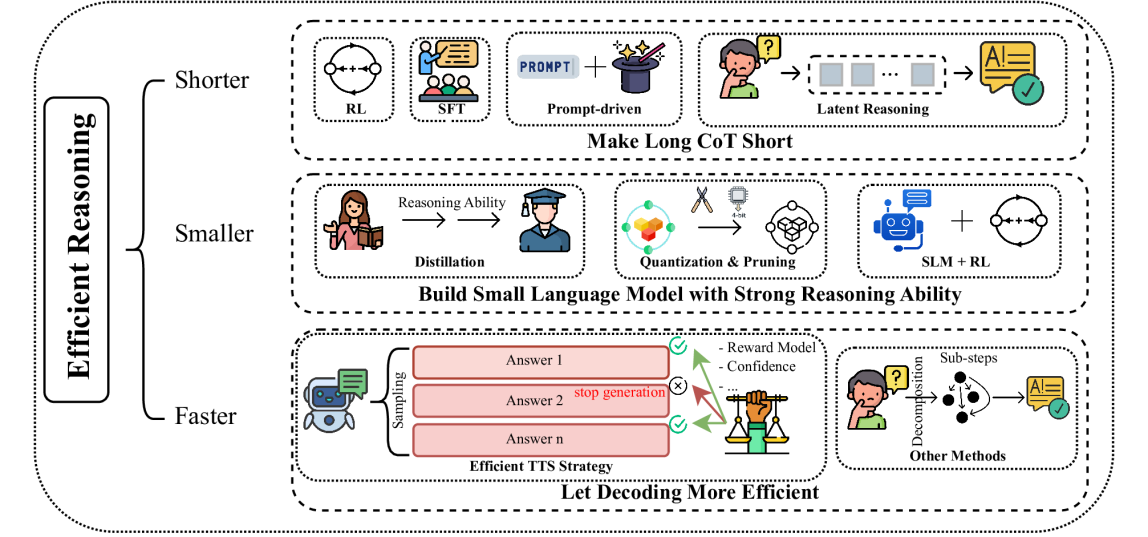 Efficient Reasoning
Shorter
RL
SFT
PROMPT
Prompt-driven
?
...
A!
Latent Reasoning
Make Long CoT Short
Smaller
Reasoning Ability
Distillation
4-bit
Quantization & Pruning
SLM + RL
Build Small Language Model with Strong Reasoning Ability
Faster
Sampling
Answer 1
stop generation
Answer 2
Answer n
- Reward Model
- Confidence
- ...
Efficient TTS Strategy
?
Decomposition
Sub-steps
A!
Other Methods
Let Decoding More Efficient